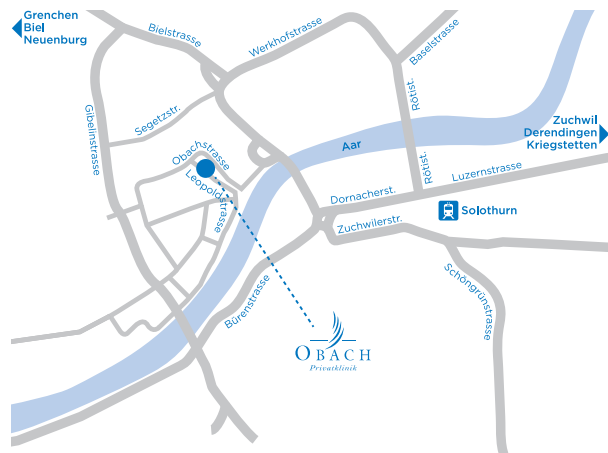 Grenchen
Biel
Neuenburg
Bielstrasse
Werkhofstrasse
Baselstrasse
Gibelinstrasse
Segetzstr.
Rötist.
Obachstrasse
Leopoldstrasse
Aar
Zuchwil
Derendingen
Kriegstetten
Rötist.
Luzernstrasse
Dornacherst.
Solothurn
Zuchwilerstr.
Schöngrünstrasse
Bürenstrasse
OBACH
Privatklinik